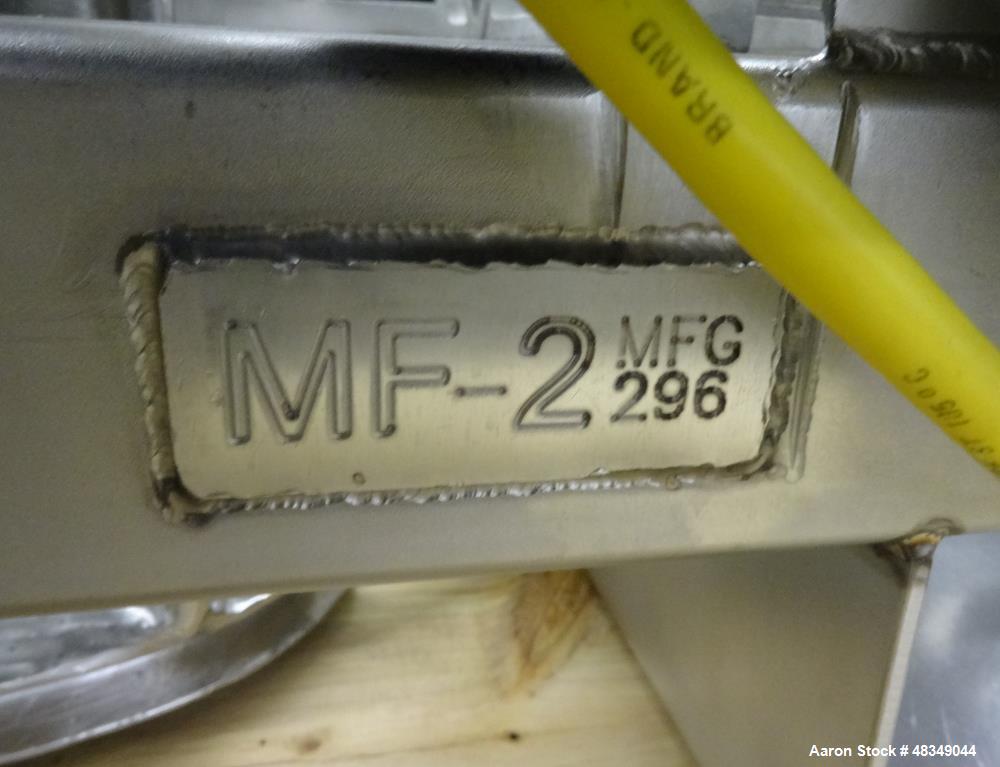 BRAND
MF-2
MFG
296
Aaron Stock # 48349044